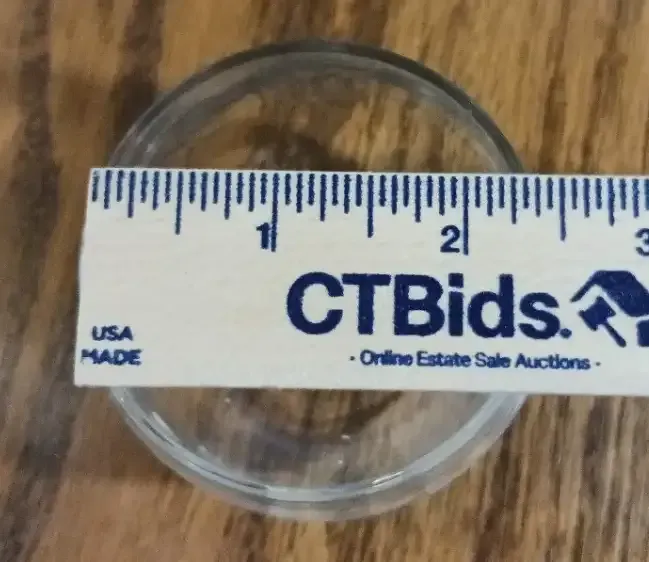 1 2 3
CTBids.
USA
MADE
· Online Estate Sale Auctions ·